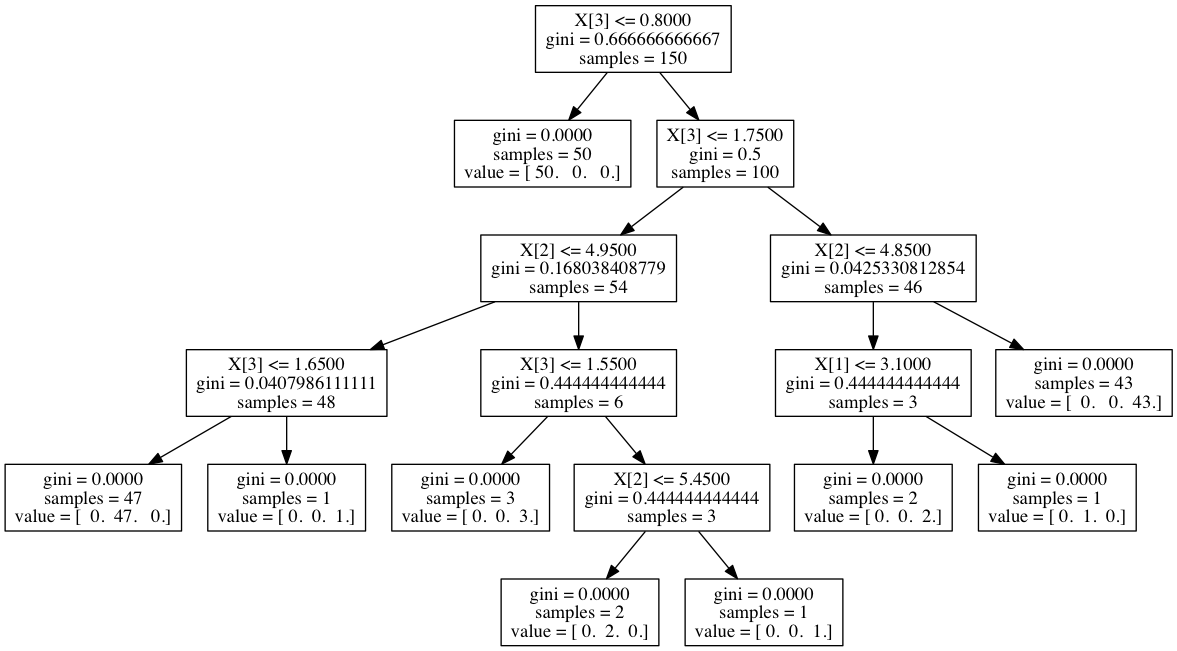 X[3] <= 0.8000
gini = 0.666666666667
samples = 150
gini = 0.0000
samples = 50
value = [ 50. 0. 0.]
X[3] <= 1.7500
gini = 0.5
samples = 100
X[2] <= 4.9500
gini = 0.168038408779
samples = 54
X[2] <= 4.8500
gini = 0.0425330812854
samples = 46
X[3] <= 1.6500
gini = 0.0407986111111
samples = 48
X[3] <= 1.5500
gini = 0.444444444444
samples = 6
X[1] <= 3.1000
gini = 0.444444444444
samples = 3
gini = 0.0000
samples = 43
value = [ 0. 0. 43.]
gini = 0.0000
samples = 47
value = [ 0. 47. 0.]
gini = 0.0000
samples = 1
value = [ 0. 0. 1.]
gini = 0.0000
samples = 3
value = [ 0. 0. 3.]
X[2] <= 5.4500
gini = 0.444444444444
samples = 3
gini = 0.0000
samples = 2
value = [ 0. 0. 2.]
gini = 0.0000
samples = 1
value = [ 0. 1. 0.]
gini = 0.0000
samples = 2
value = [ 0. 2. 0.]
gini = 0.0000
samples = 1
value = [ 0. 0. 1.]